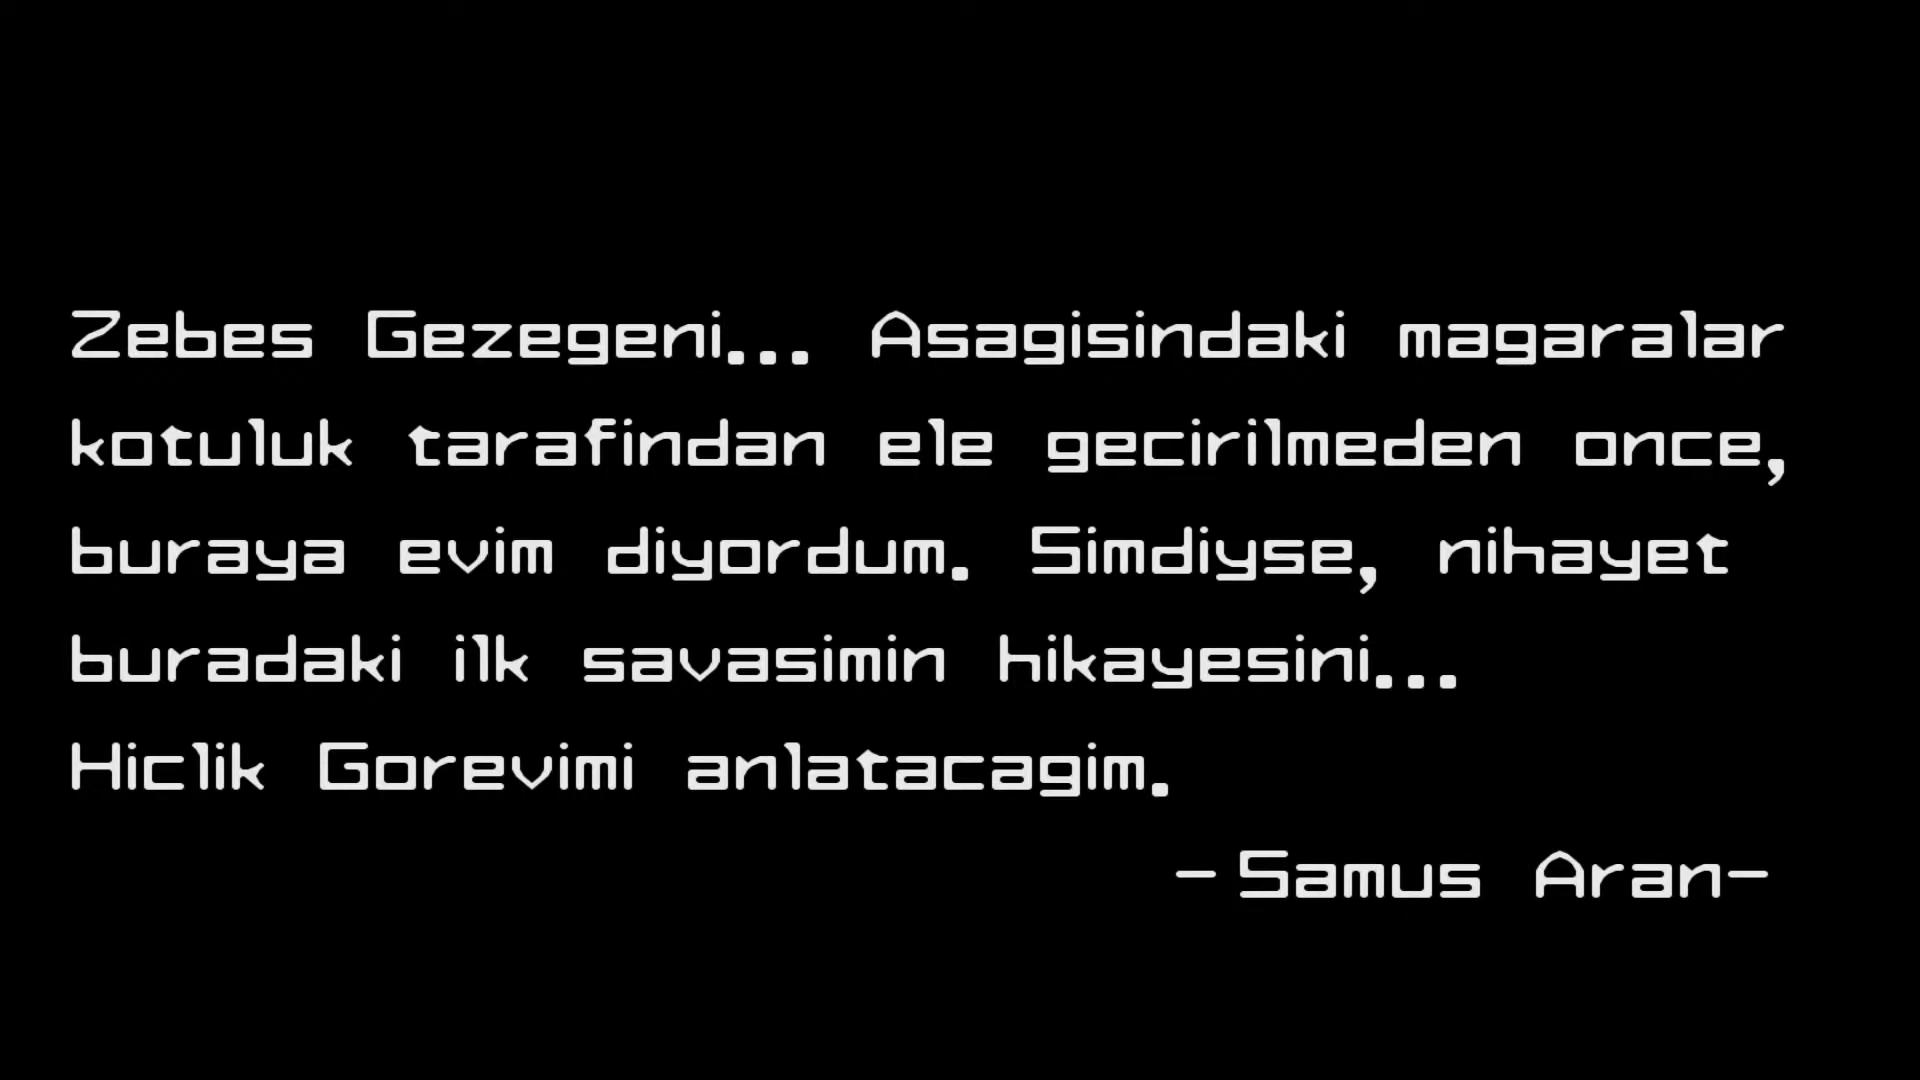 Zebes Gezegeni... Asagisindaki magaralar
kotuluk tarafindan ele gecirilmeden once,
buraya evim diyordum. Simdiyse, nihayet
buradaki ilk savasimin hikayesini...
Hiclik Gorevimi anlatacagim.
-Samus Aran-